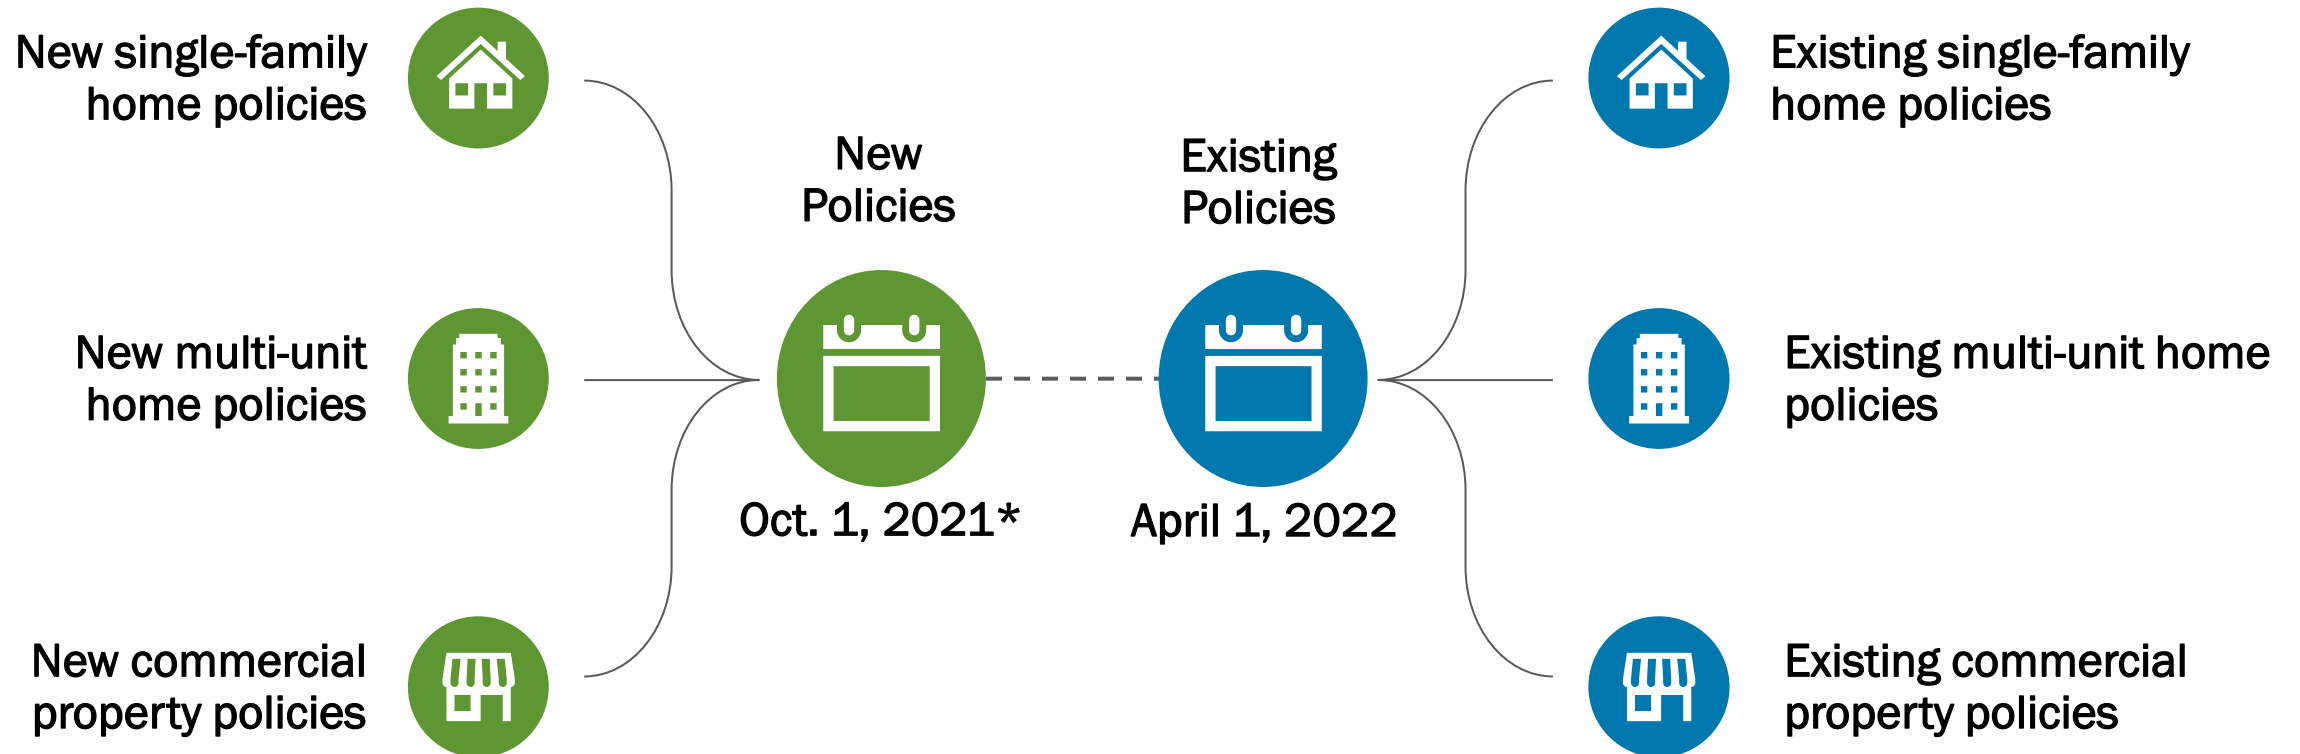 New single-family
home policies
New multi-unit
home policies
New commercial
property policies
New
Policies
Oct. 1, 2021*
Existing
Policies
April 1, 2022
Existing single-family
home policies
Existing multi-unit home
policies
Existing commercial
property policies